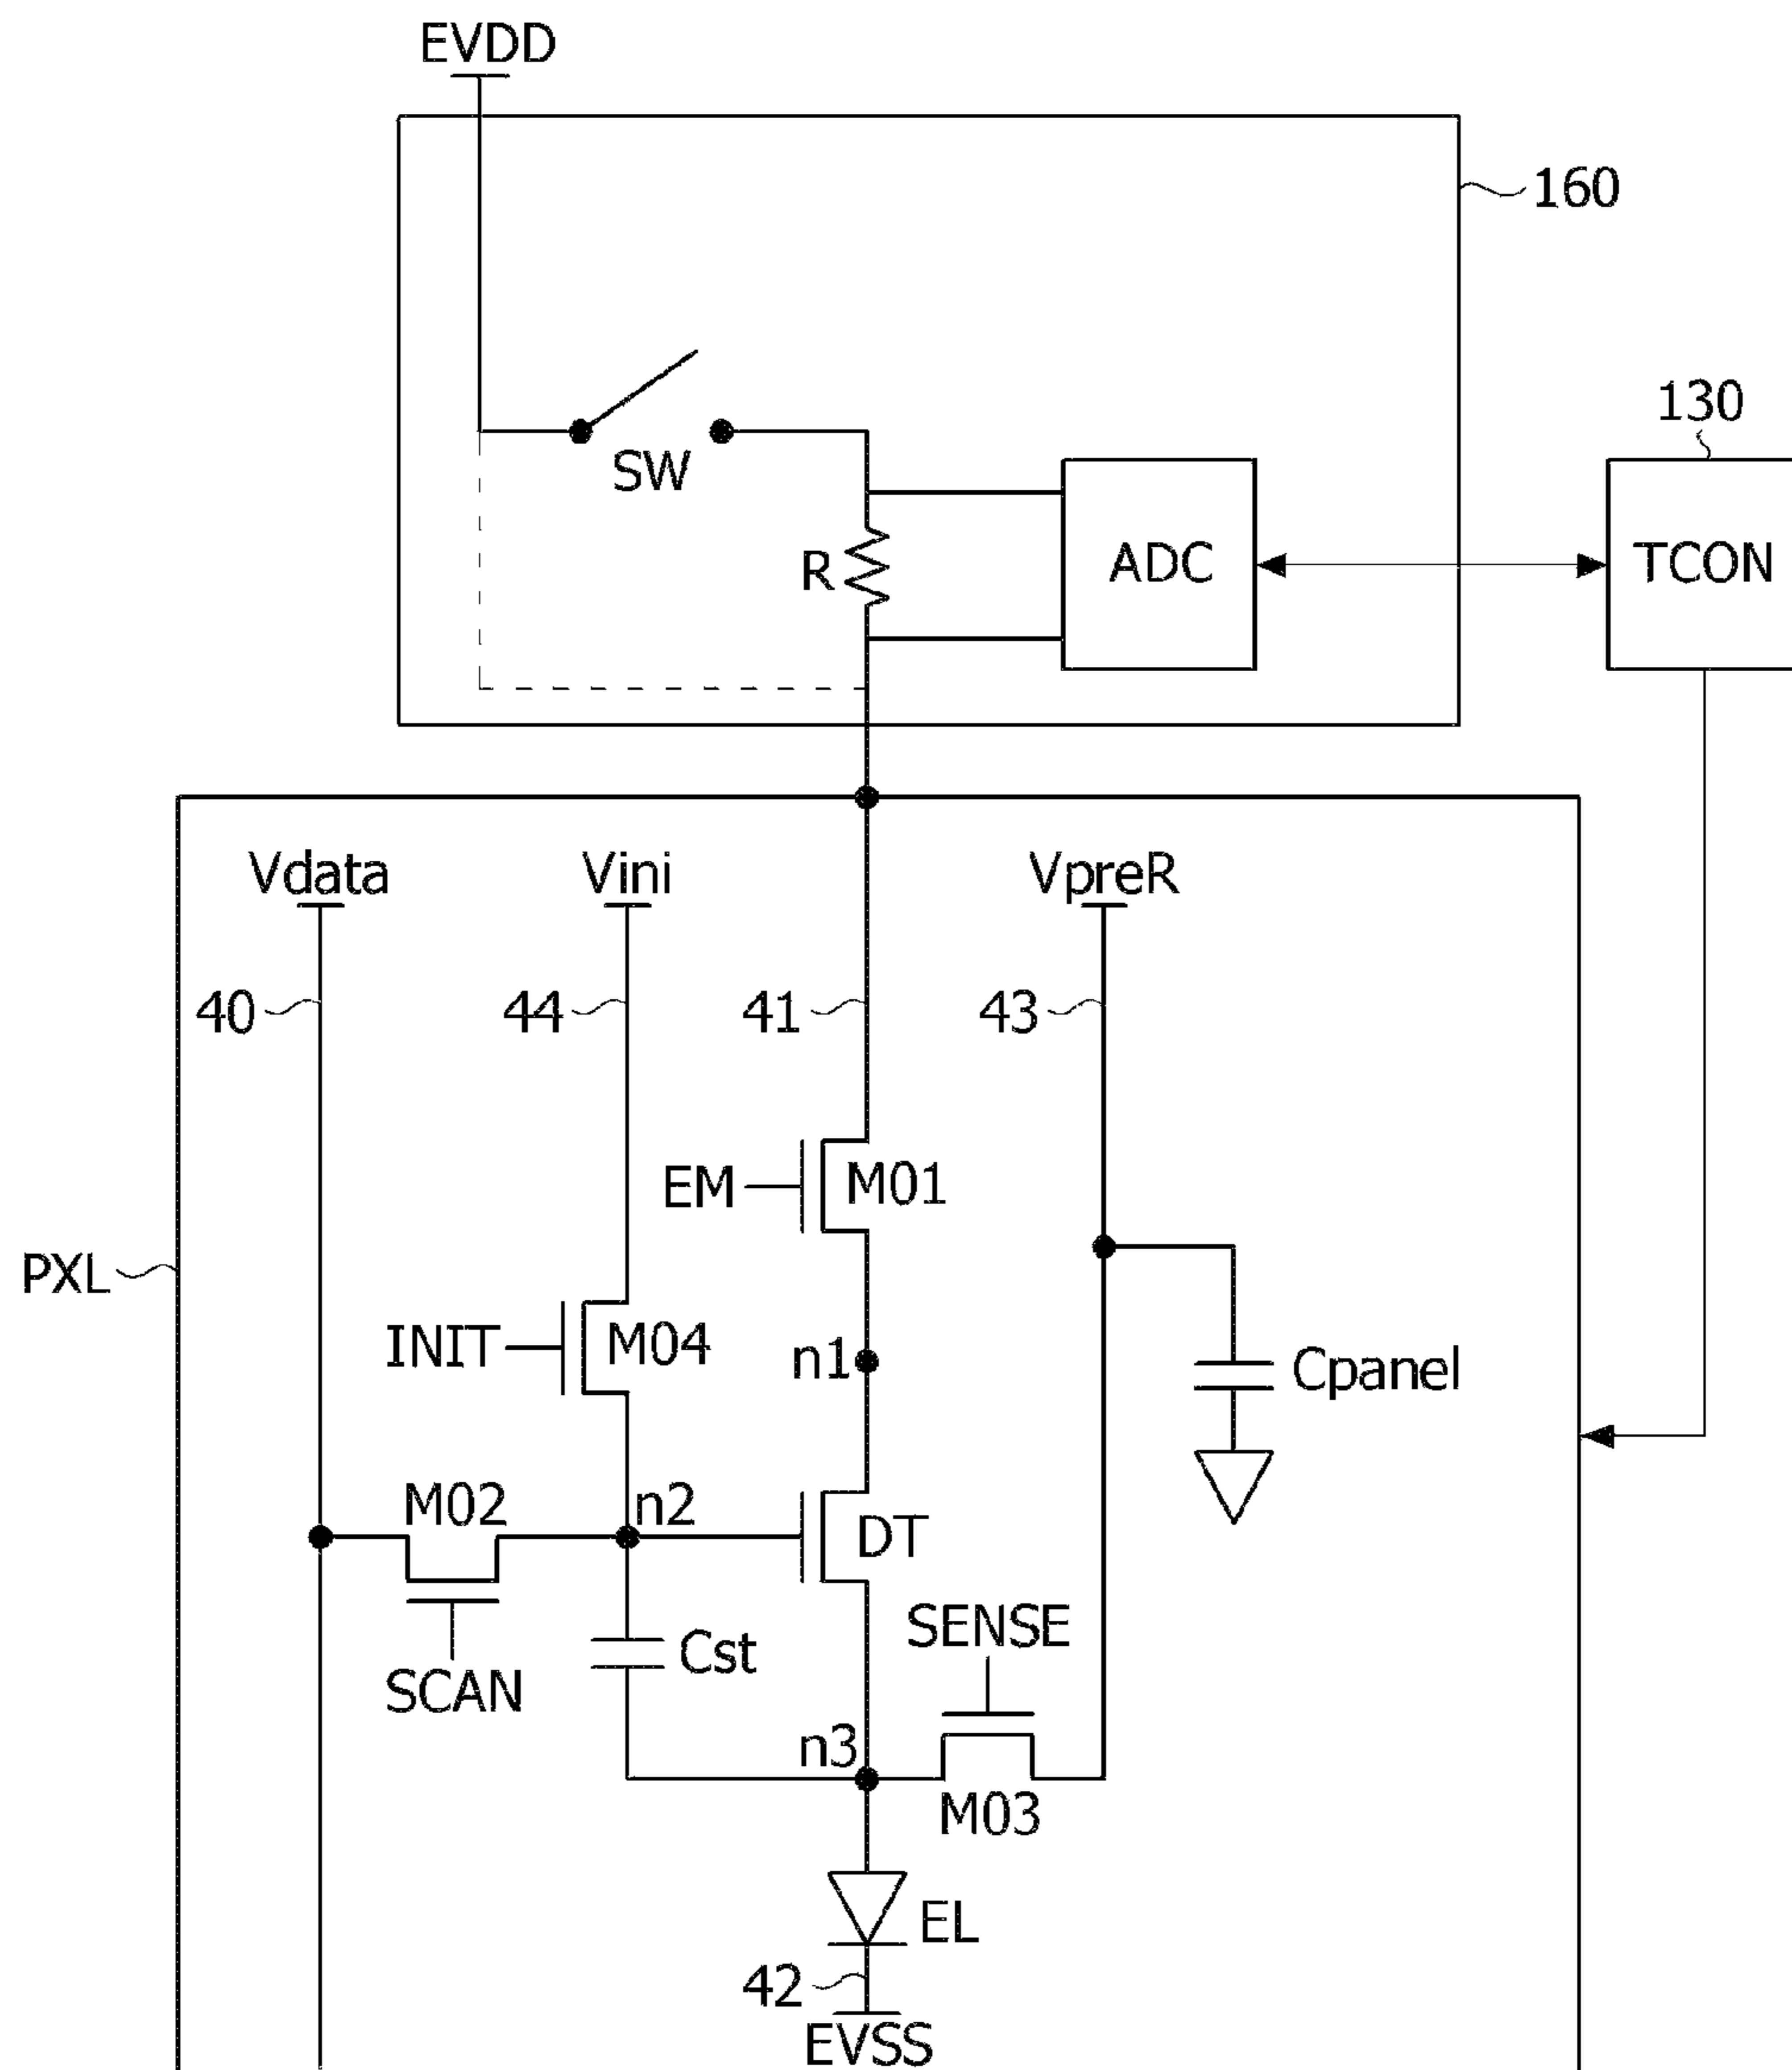 EVDD
160
130
SW
R
ADC
TCON
Vdata
Vini
VpreR
40
44
41
43
EM
M01
PXL
INIT
M04
n1
Cpanel
M02
n2
DT
SENSE
Cst
SCAN
n3
M03
EL
42
EVSS